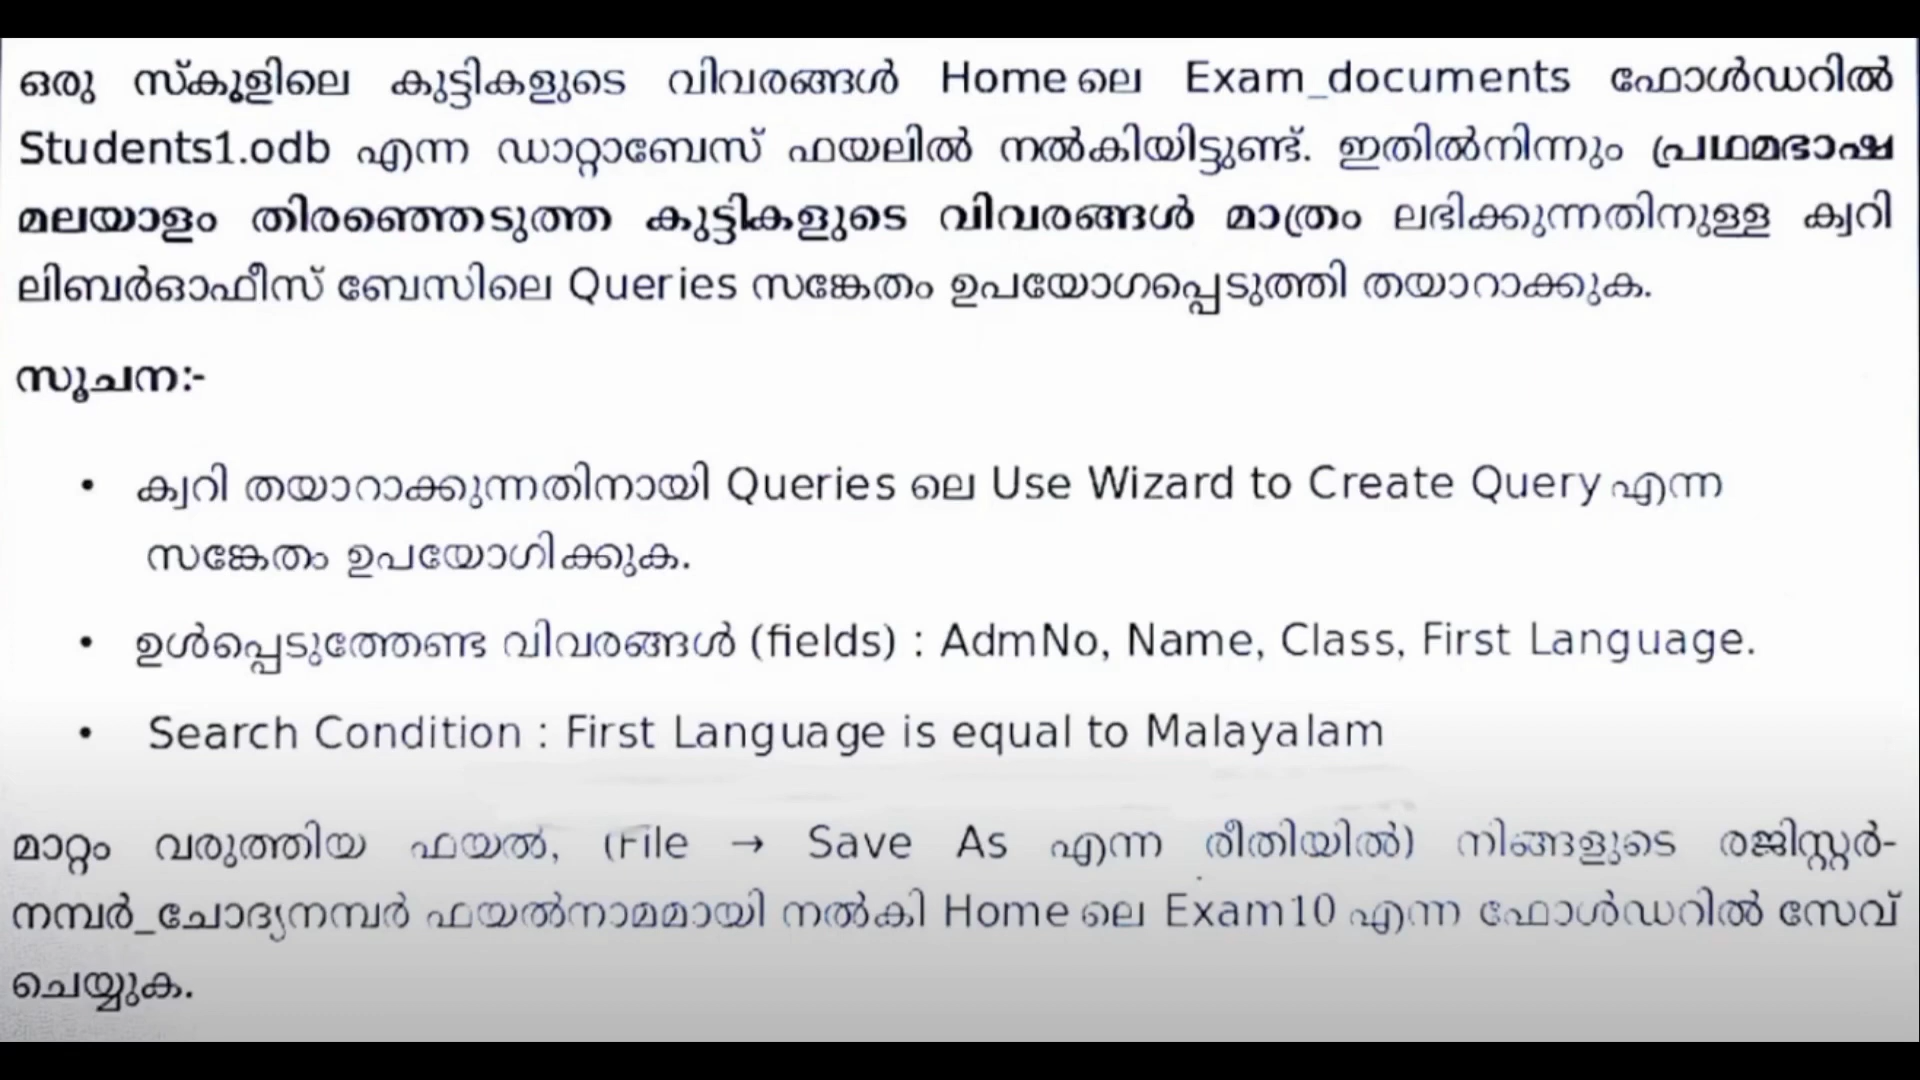 ഒരു സ്കൂളിലെ കുട്ടികളുടെ വിവരങ്ങൾ Home ലെ Exam_documents ഫോൾഡറിൽ
Students1.odb എന്ന ഡാറ്റാബേസ് ഫയലിൽ നൽകിയിട്ടുണ്ട്. ഇതിൽനിന്നും പ്രഥമഭാഷ
മലയാളം തിരഞ്ഞെടുത്ത കുട്ടികളുടെ വിവരങ്ങൾ മാത്രം ലഭിക്കുന്നതിനുള്ള ക്വറി
ലിബർഓഫീസ് ബേസിലെ Queries സങ്കേതം ഉപയോഗപ്പെടുത്തി തയാറാക്കുക.
സൂചന:-
• ക്വറി തയാറാക്കുന്നതിനായി Queries ലെ Use Wizard to Create Query എന്ന
സങ്കേതം ഉപയോഗിക്കുക.
• ഉൾപ്പെടുത്തേണ്ട വിവരങ്ങൾ (fields) : AdmNo, Name, Class, First Language.
• Search Condition : First Language is equal to Malayalam
മാറ്റം വരുത്തിയ ഫയൽ, (File → Save As എന്ന രീതിയിൽ) നിങ്ങളുടെ രജിസ്റ്റർ-
നമ്പർ_ചോദ്യനമ്പർ ഫയൽനാമമായി നൽകി Home ലെ Exam10 എന്ന ഫോൾഡറിൽ സേവ്
ചെയ്യുക.